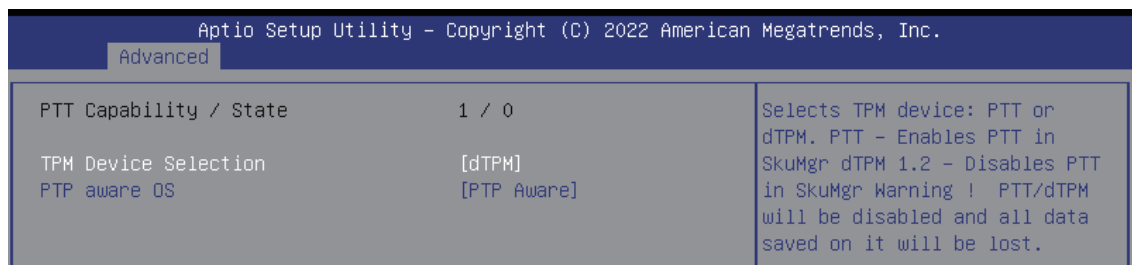 Aptio Setup Utility – Copyright (C) 2022 American Megatrends, Inc.
Advanced
PTT Capability / State 1 / 0
TPM Device Selection [dTPM]
PTP aware OS [PTP Aware]
Selects TPM device: PTT or
dTPM. PTT – Enables PTT in
SkuMgr dTPM 1.2 – Disables PTT
in SkuMgr Warning ! PTT/dTPM
will be disabled and all data
saved on it will be lost.